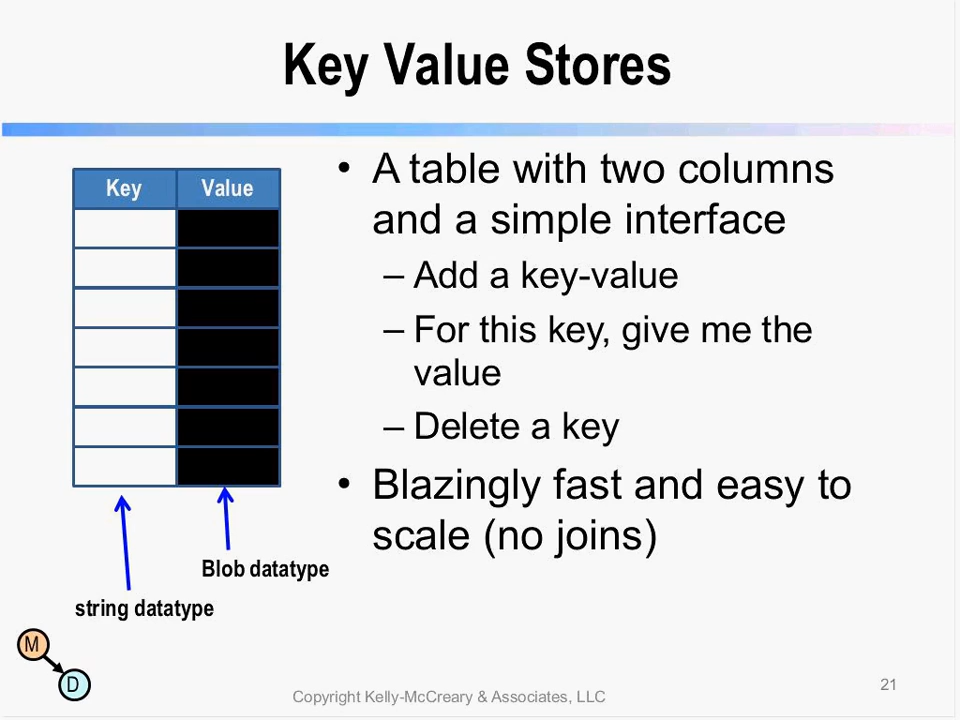 Key Value Stores
Key Value
• A table with two columns
and a simple interface
– Add a key-value
– For this key, give me the
value
– Delete a key
• Blazingly fast and easy to
scale (no joins)
Blob datatype
string datatype
M
D
Copyright Kelly-McCreary & Associates, LLC
21